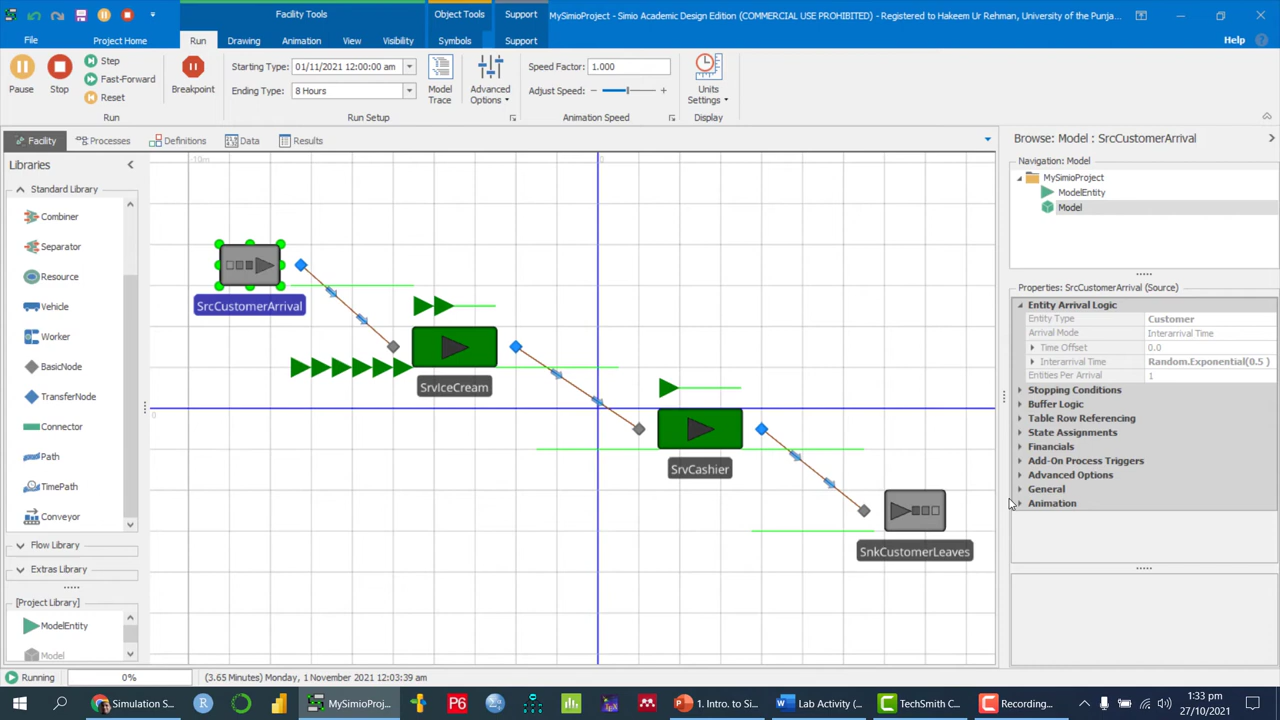 Facility Tools
Object Tools
Support
MySimioProject - Simio Academic Design Edition (COMMERCIAL USE PROHIBITED) - Registered to Hakeem Ur Rehman, University of the Punja...
File
Project Home
Run
Drawing
Animation
View
Visibility
Symbols
Support
Help
Pause
Stop
Step
Fast-Forward
Reset
Breakpoint
Run
Starting Type: 01/11/2021 12:00:00 am
Ending Type: 8 Hours
Model Trace
Advanced Options
Run Setup
Speed Factor: 1.000
Adjust Speed:
Animation Speed
Units Settings
Display
Facility
Processes
Definitions
Data
Results
Libraries
Standard Library
Combiner
Separator
Resource
Vehicle
Worker
BasicNode
TransferNode
Connector
Path
TimePath
Conveyor
Flow Library
Extras Library
[Project Library]
ModelEntity
Model
-10m
0
0
SrcCustomerArrival
SrvIceCream
SrvCashier
SnkCustomerLeaves
Browse: Model : SrcCustomerArrival
Navigation: Model
MySimioProject
ModelEntity
Model
Properties: SrcCustomerArrival (Source)
Entity Arrival Logic
Entity Type Customer
Arrival Mode Interarrival Time
Time Offset 0.0
Interarrival Time Random.Exponential(0.5 )
Entities Per Arrival 1
Stopping Conditions
Buffer Logic
Table Row Referencing
State Assignments
Financials
Add-On Process Triggers
Advanced Options
General
Animation
Running
0%
(3.65 Minutes) Monday, 1 November 2021 12:03:39 am
Simulation S...
R
MySimioProj...
P6
1. Intro. to Si...
Lab Activity (...
TechSmith C...
Recording...
1:33 pm
27/10/2021